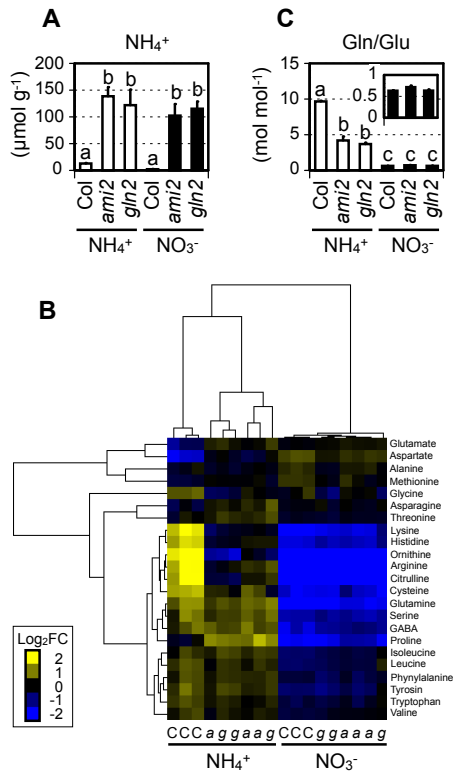 A
NH₄⁺
(µmol g⁻¹)
200
150
100
50
0
a
b
b
a
b
b
Col
ami2
gln2
Col
ami2
gln2
NH₄⁺
NO₃⁻
C
Gln/Glu
(mol mol⁻¹)
15
10
5
0
1
0.5
0
a
b
b
c
c
c
Col
ami2
gln2
Col
ami2
gln2
NH₄⁺
NO₃⁻
B
Glutamate
Aspartate
Alanine
Methionine
Glycine
Asparagine
Threonine
Lysine
Histidine
Ornithine
Arginine
Citrulline
Cysteine
Glutamine
Serine
GABA
Proline
Isoleucine
Leucine
Phynylalanine
Tyrosin
Tryptophan
Valine
Log₂FC
2
1
0
-1
-2
C C C a g g a a g
C C C g g a a a g
NH₄⁺
NO₃⁻